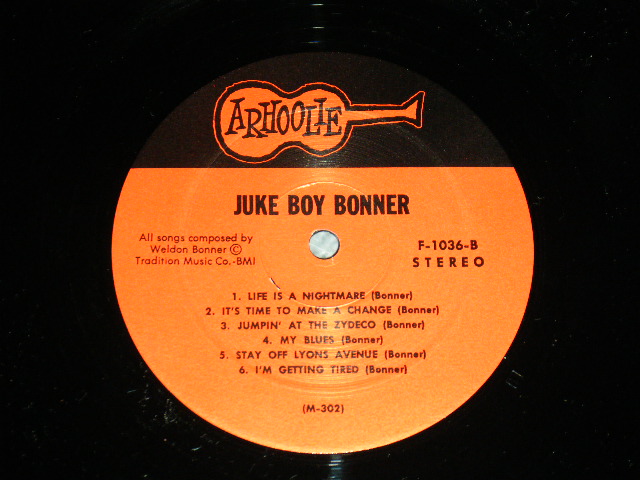 ARHOOLIE
JUKE BOY BONNER
All songs composed by
Weldon Bonner ©
Tradition Music Co.-BMI
F-1036-B
STEREO
1. LIFE IS A NIGHTMARE (Bonner)
2. IT'S TIME TO MAKE A CHANGE (Bonner)
3. JUMPIN' AT THE ZYDECO (Bonner)
4. MY BLUES (Bonner)
5. STAY OFF LYONS AVENUE (Bonner)
6. I'M GETTING TIRED (Bonner)
(M-302)